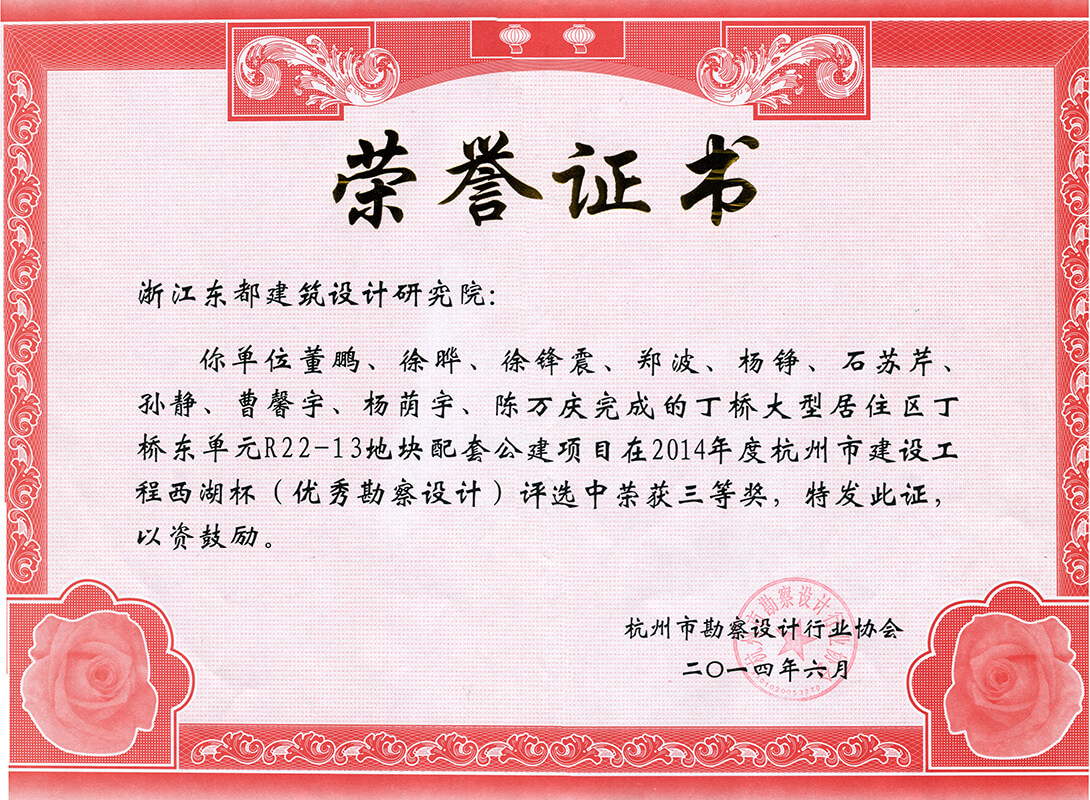 荣誉证书
浙江东都建筑设计研究院：
你单位董鹏、徐晔、徐锋震、郑波、杨铮、石苏芹、
孙静、曹馨宇、杨荫宇、陈万庆完成的丁桥大型居住区丁
桥东单元R22-13地块配套公建项目在2014年度杭州市建设工
程西湖杯（优秀勘察设计）评选中荣获三等奖，特发此证，
以资鼓励。
杭州市勘察设计行业协会
二〇一四年六月